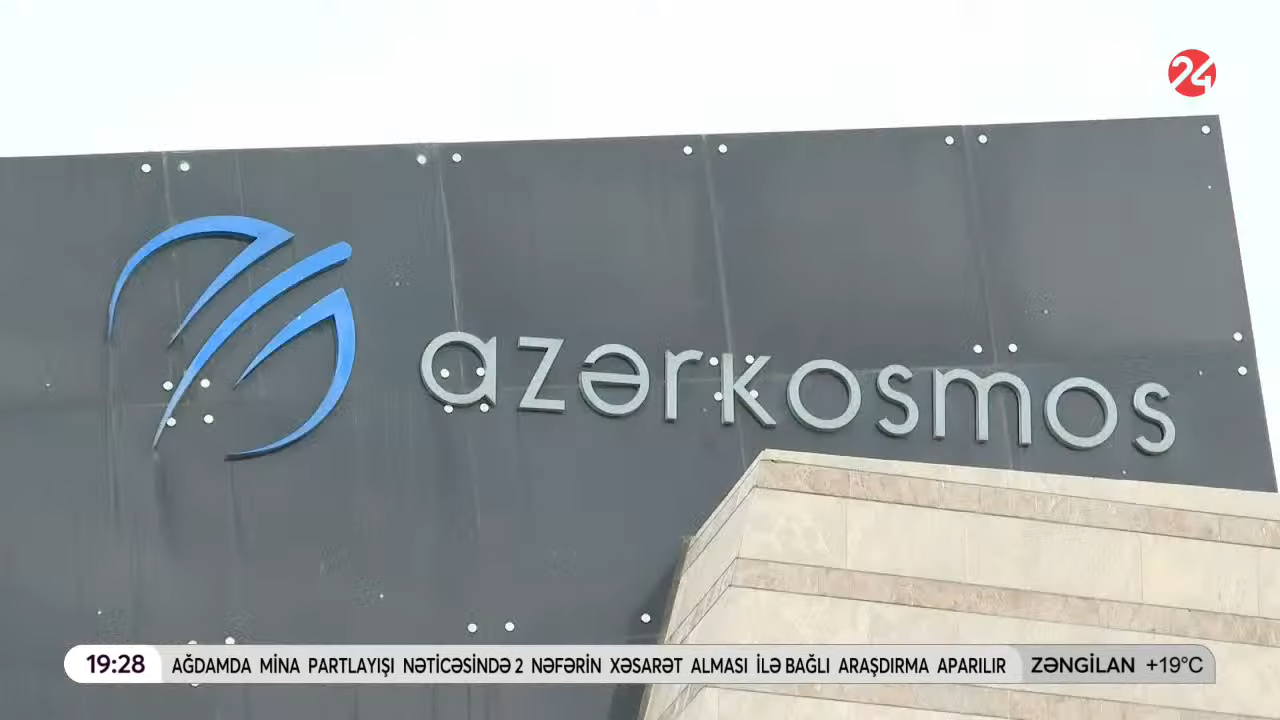 24
azərkosmos
19:28 AĞDAMDA MİNA PARTLAYIŞI NƏTİCƏSİNDƏ 2 NƏFƏRİN XƏSARƏT ALMASI İLƏ BAĞLI ARAŞDIRMA APARILIR ZƏNGİLAN +19°C